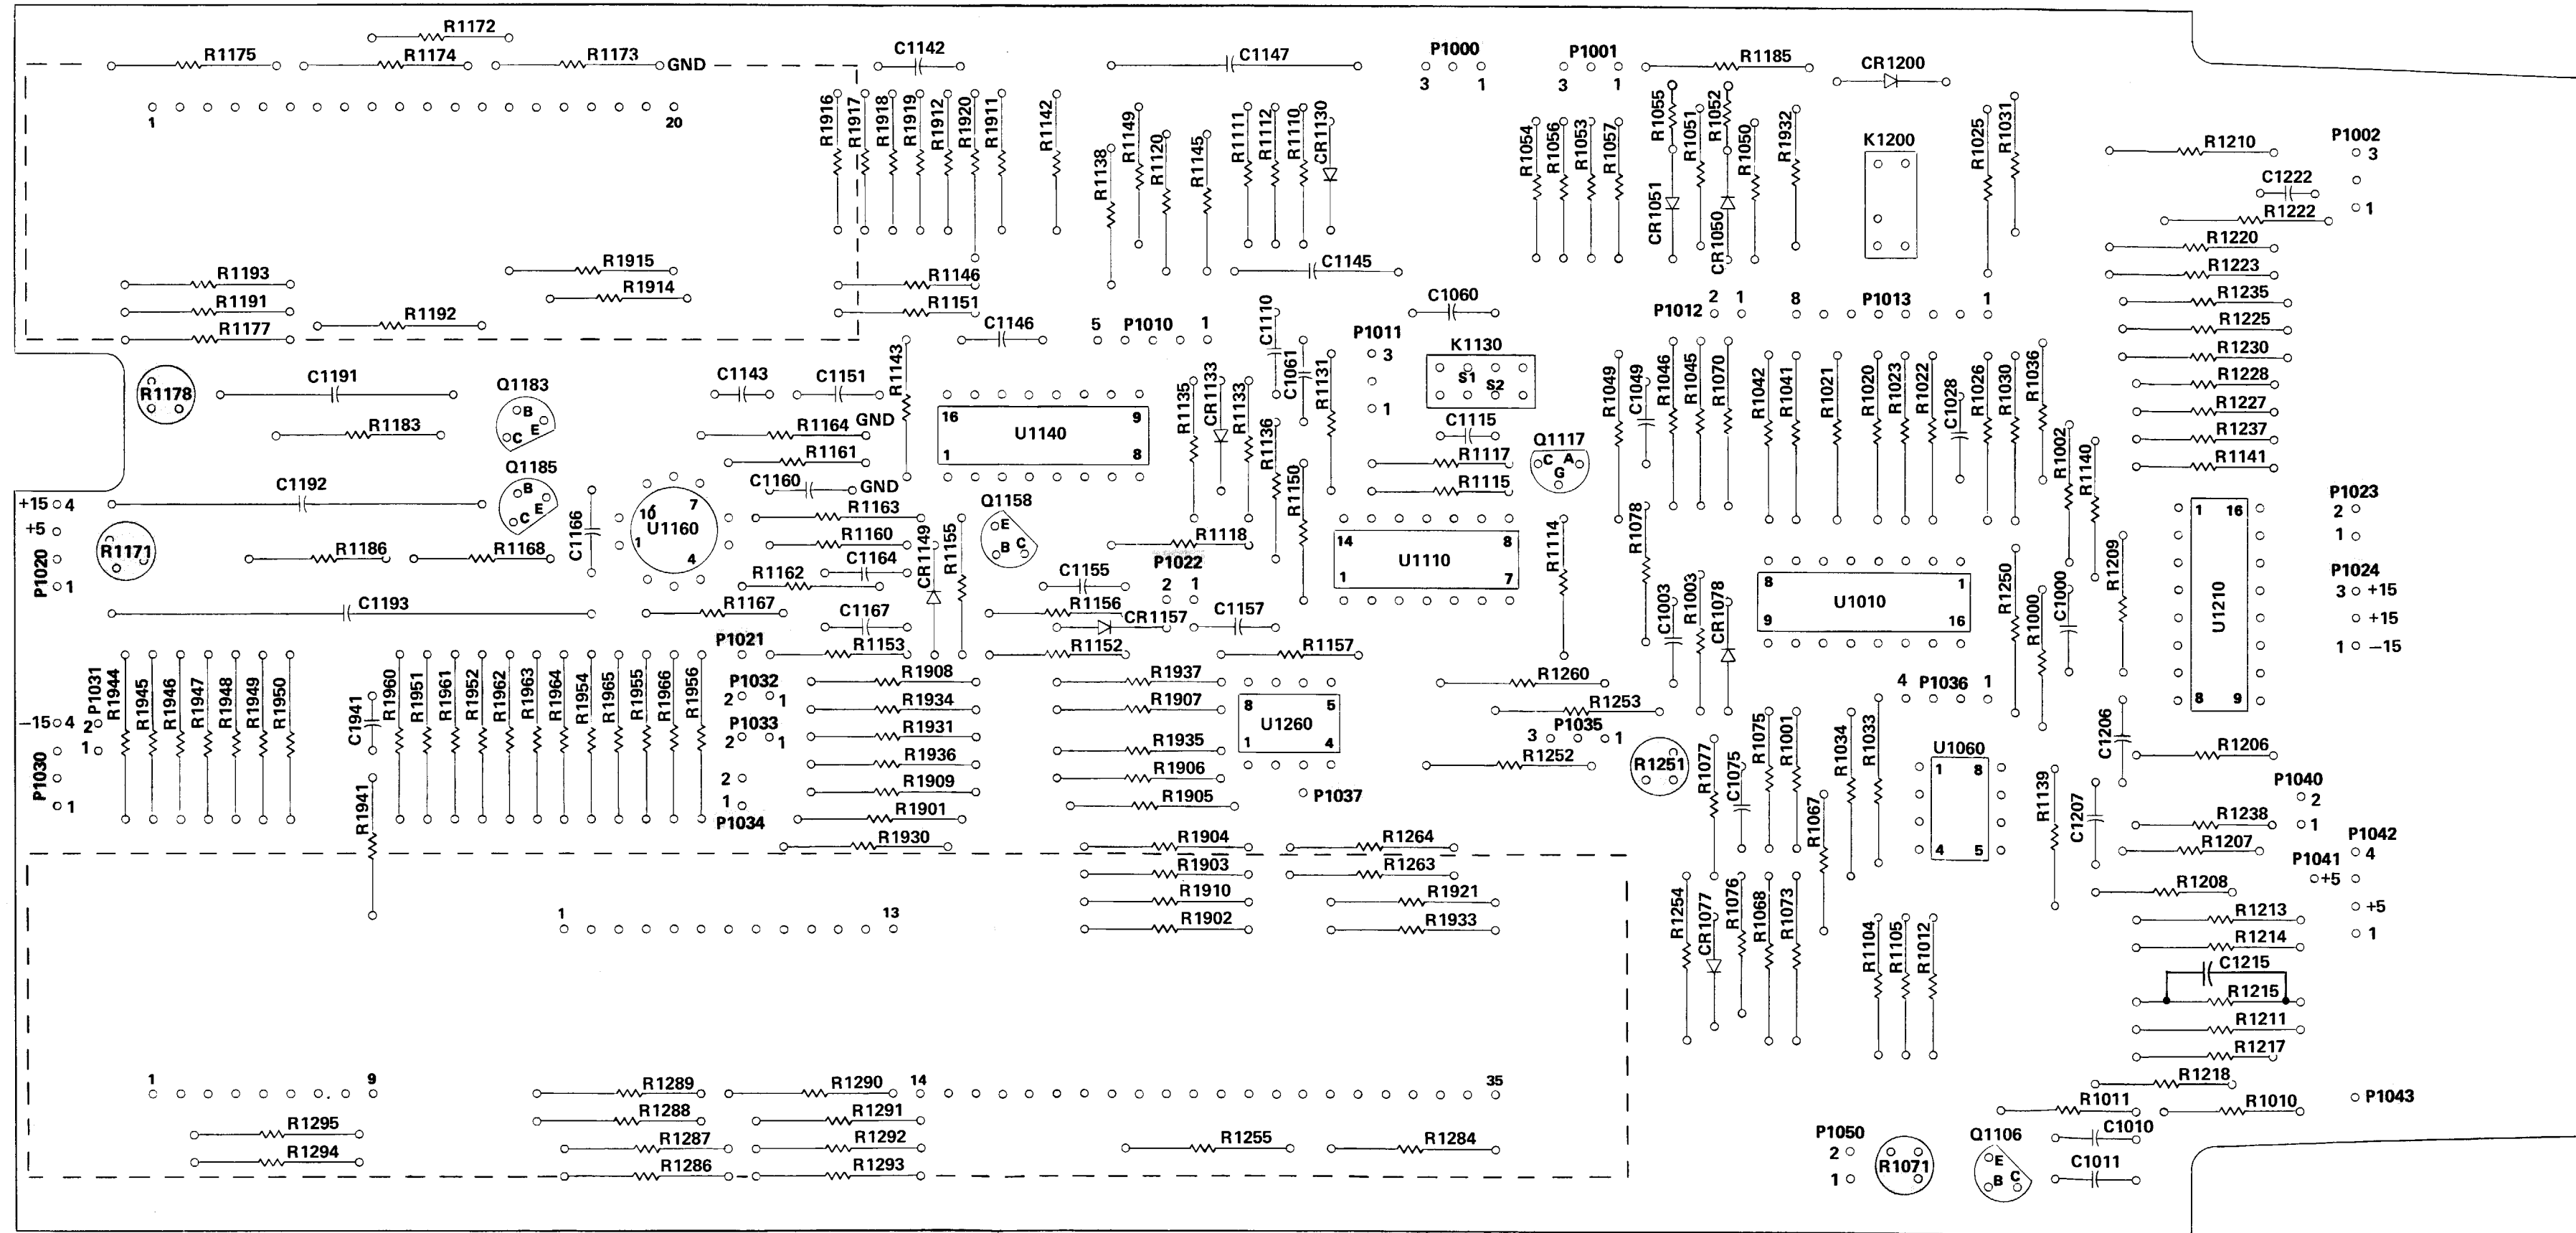 R1172
R1175
R1174
R1173
GND
C1142
C1147
P1000
3 1
P1001
3 1
R1185
CR1200
1
20
R1916
R1917
R1918
R1919
R1912
R1920
R1911
R1142
R1138
R1149
R1120
R1145
R1111
R1112
R1110
CR1130
R1054
R1056
R1053
R1057
R1055
CR1051
R1051
R1052
CR1050
R1050
R1932
K1200
R1025
R1031
R1210
P1002
3
1
C1222
R1222
R1220
R1223
R1235
R1225
R1230
R1228
R1227
R1237
R1141
R1193
R1191
R1177
R1192
R1915
R1914
R1146
R1151
C1145
C1146
5 P1010 1
C1110
C1061
R1131
C1060
P1011
3
1
K1130
S1
S2
P1012
2 1
8 P1013 1
R1178
C1191
R1183
Q1183
B
E
C
C1143
C1151
R1143
R1164
GND
R1161
C1160
GND
16 9
U1140
1 8
R1135
CR1133
R1133
R1136
R1150
C1115
R1117
R1115
Q1117
C A
G
R1049
C1049
R1046
R1045
R1070
R1042
R1041
R1021
R1020
R1023
R1022
C1028
R1026
R1030
R1036
R1002
R1140
C1192
Q1185
B
E
C
+15 4
+5
P1020
1
R1171
R1186
R1168
C1166
10 7
U1160
1 4
R1163
R1160
C1164
R1162
R1167
C1167
R1153
CR1149
R1155
Q1158
E
B C
R1118
P1022
2 1
C1155
R1156
CR1157
C1157
R1152
R1157
14 8
U1110
1 7
R1114
R1078
C1003
R1003
CR1078
8 1
U1010
9 16
R1250
R1000
C1000
R1209
1 16
U1210
8 9
P1023
2
1
P1024
3 +15
+15
1 −15
C1193
P1021
P1031
2
1
−15 4
P1030
1
R1944
R1945
R1946
R1947
R1948
R1949
R1950
C1941
R1941
R1960
R1951
R1961
R1952
R1962
R1963
R1964
R1954
R1965
R1955
R1966
R1956
P1032
2 1
P1033
2 1
2
1
P1034
R1908
R1934
R1931
R1936
R1909
R1901
R1930
R1937
R1907
R1935
R1906
R1905
R1904
R1903
R1910
R1902
8 5
U1260
1 4
P1037
R1260
R1253
P1035
3 1
R1252
R1251
R1264
R1263
R1921
R1933
R1077
C1075
R1075
R1001
R1034
R1033
R1067
4 P1036 1
U1060
1 8
4 5
R1139
C1206
C1207
R1206
P1040
2
1
R1238
R1207
P1041
+5
P1042
4
+5
1
R1208
R1213
R1214
C1215
R1215
R1211
R1217
R1218
R1254
CR1077
R1076
R1068
R1073
R1104
R1105
R1012
1 13
1 9
R1289
R1290
14 35
R1288
R1291
R1287
R1292
R1286
R1293
R1295
R1294
R1255
R1284
R1011
R1010
P1043
C1010
C1011
P1050
2
1
R1071
Q1106
E
B C